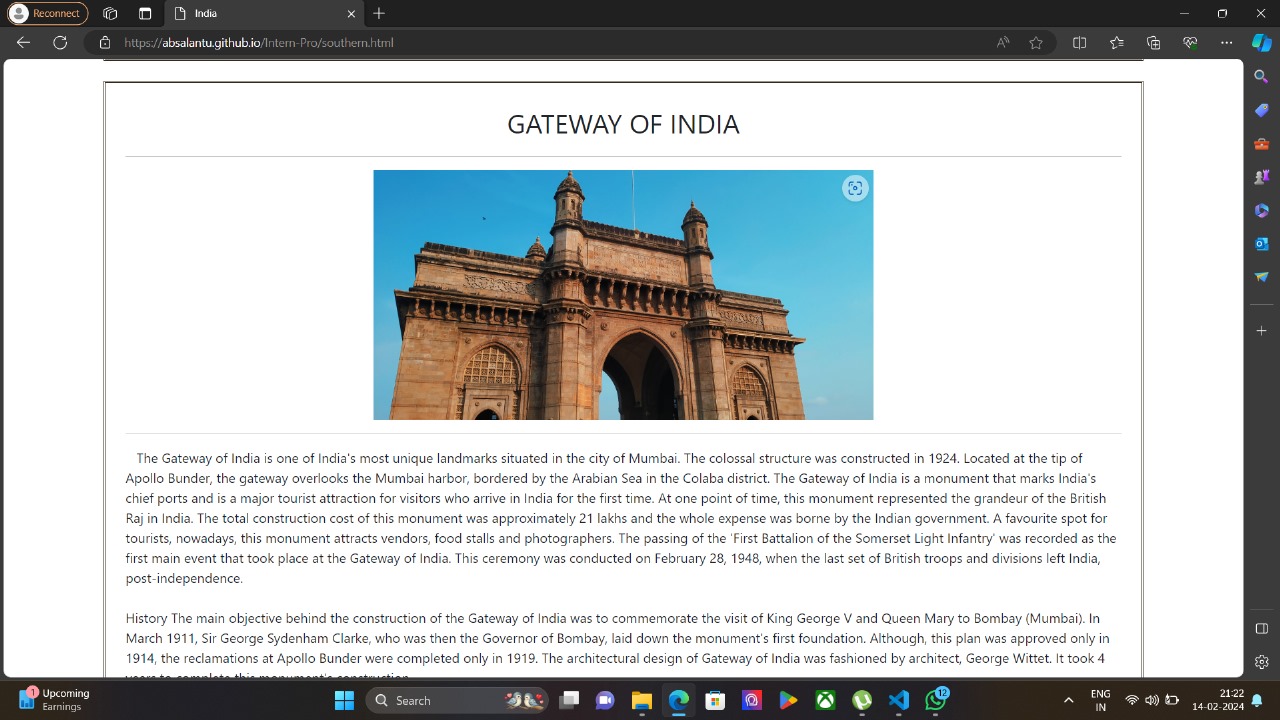 Reconnect
India
https://absalantu.github.io/Intern-Pro/southern.html
GATEWAY OF INDIA
The Gateway of India is one of India's most unique landmarks situated in the city of Mumbai. The colossal structure was constructed in 1924. Located at the tip of
Apollo Bunder, the gateway overlooks the Mumbai harbor, bordered by the Arabian Sea in the Colaba district. The Gateway of India is a monument that marks India's
chief ports and is a major tourist attraction for visitors who arrive in India for the first time. At one point of time, this monument represented the grandeur of the British
Raj in India. The total construction cost of this monument was approximately 21 lakhs and the whole expense was borne by the Indian government. A favourite spot for
tourists, nowadays, this monument attracts vendors, food stalls and photographers. The passing of the 'First Battalion of the Somerset Light Infantry' was recorded as the
first main event that took place at the Gateway of India. This ceremony was conducted on February 28, 1948, when the last set of British troops and divisions left India,
post-independence.
History The main objective behind the construction of the Gateway of India was to commemorate the visit of King George V and Queen Mary to Bombay (Mumbai). In
March 1911, Sir George Sydenham Clarke, who was then the Governor of Bombay, laid down the monument's first foundation. Although, this plan was approved only in
1914, the reclamations at Apollo Bunder were completed only in 1919. The architectural design of Gateway of India was fashioned by architect, George Wittet. It took 4
years to complete this monument's construction.
1
Upcoming
Earnings
Search
12
ENG
IN
21:22
14-02-2024